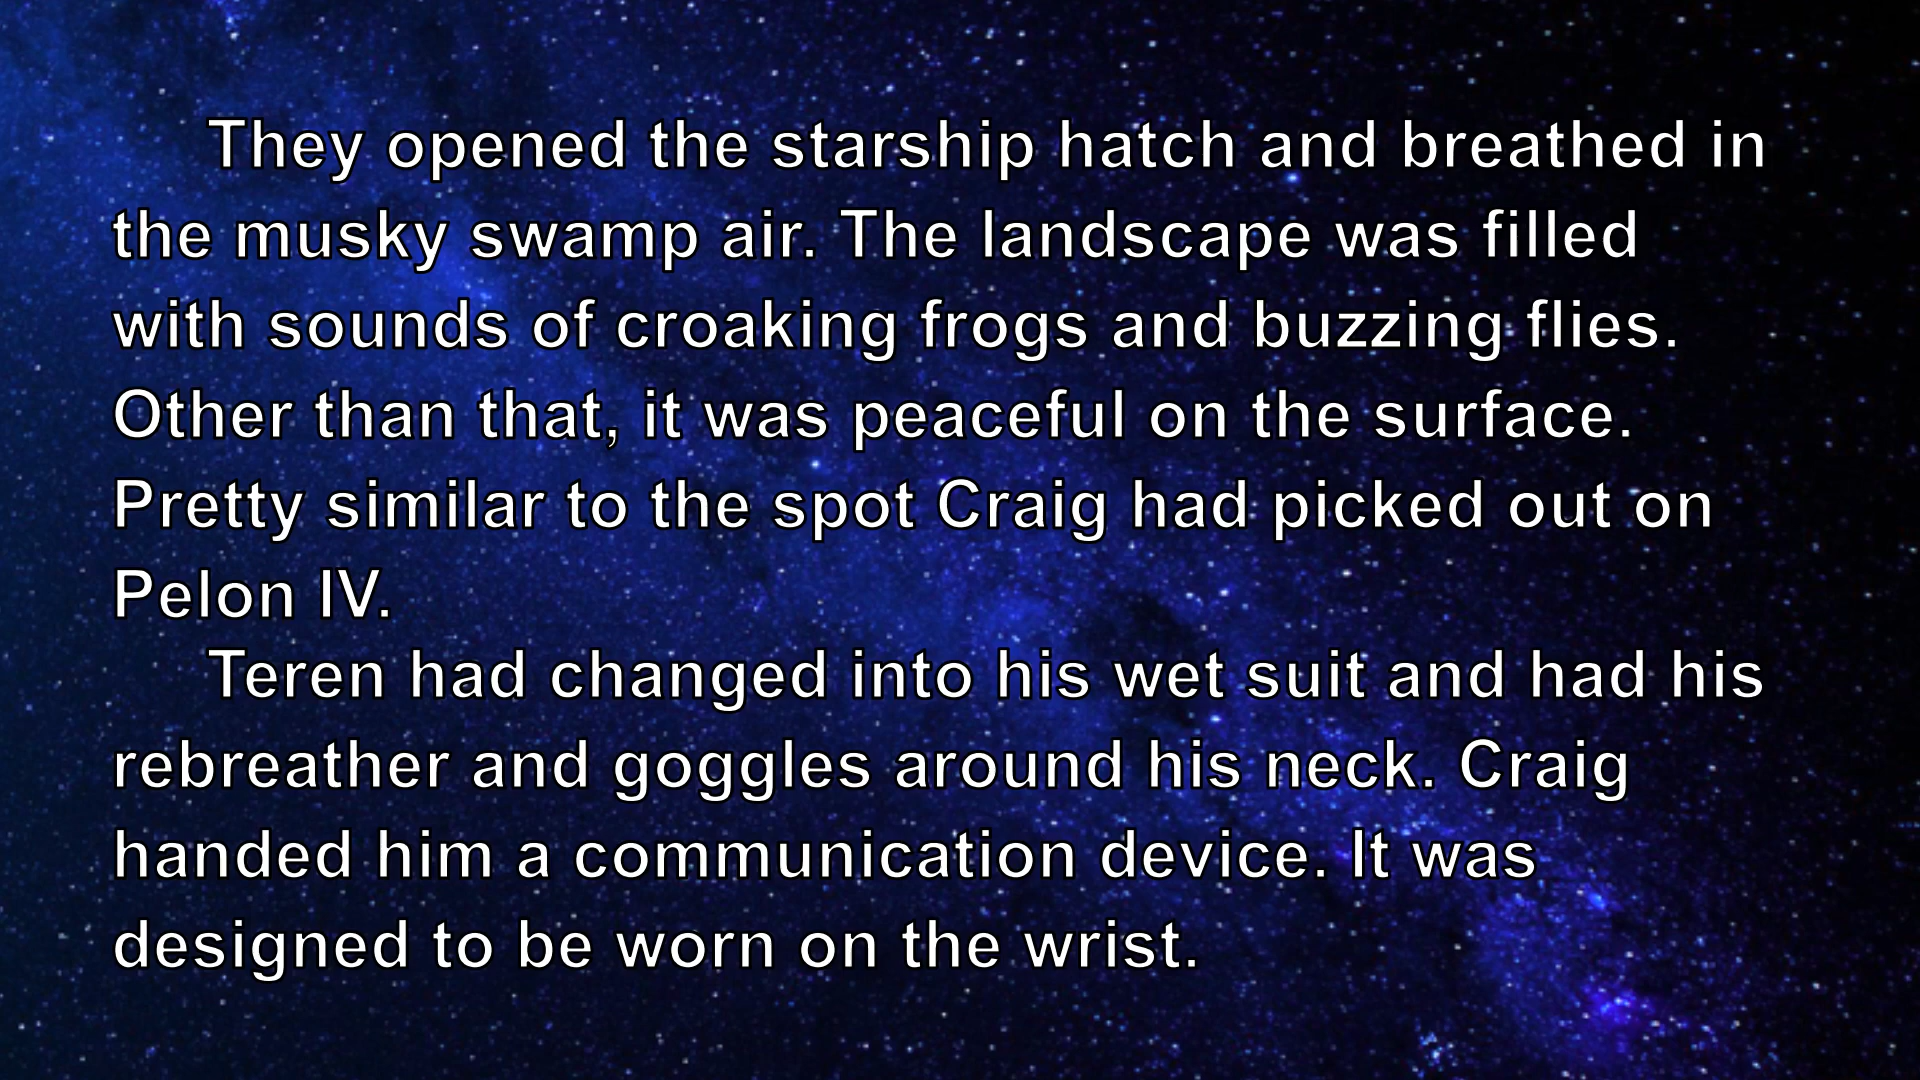 They opened the starship hatch and breathed in
the musky swamp air. The landscape was filled
with sounds of croaking frogs and buzzing flies.
Other than that, it was peaceful on the surface.
Pretty similar to the spot Craig had picked out on
Pelon IV.
Teren had changed into his wet suit and had his
rebreather and goggles around his neck. Craig
handed him a communication device. It was
designed to be worn on the wrist.